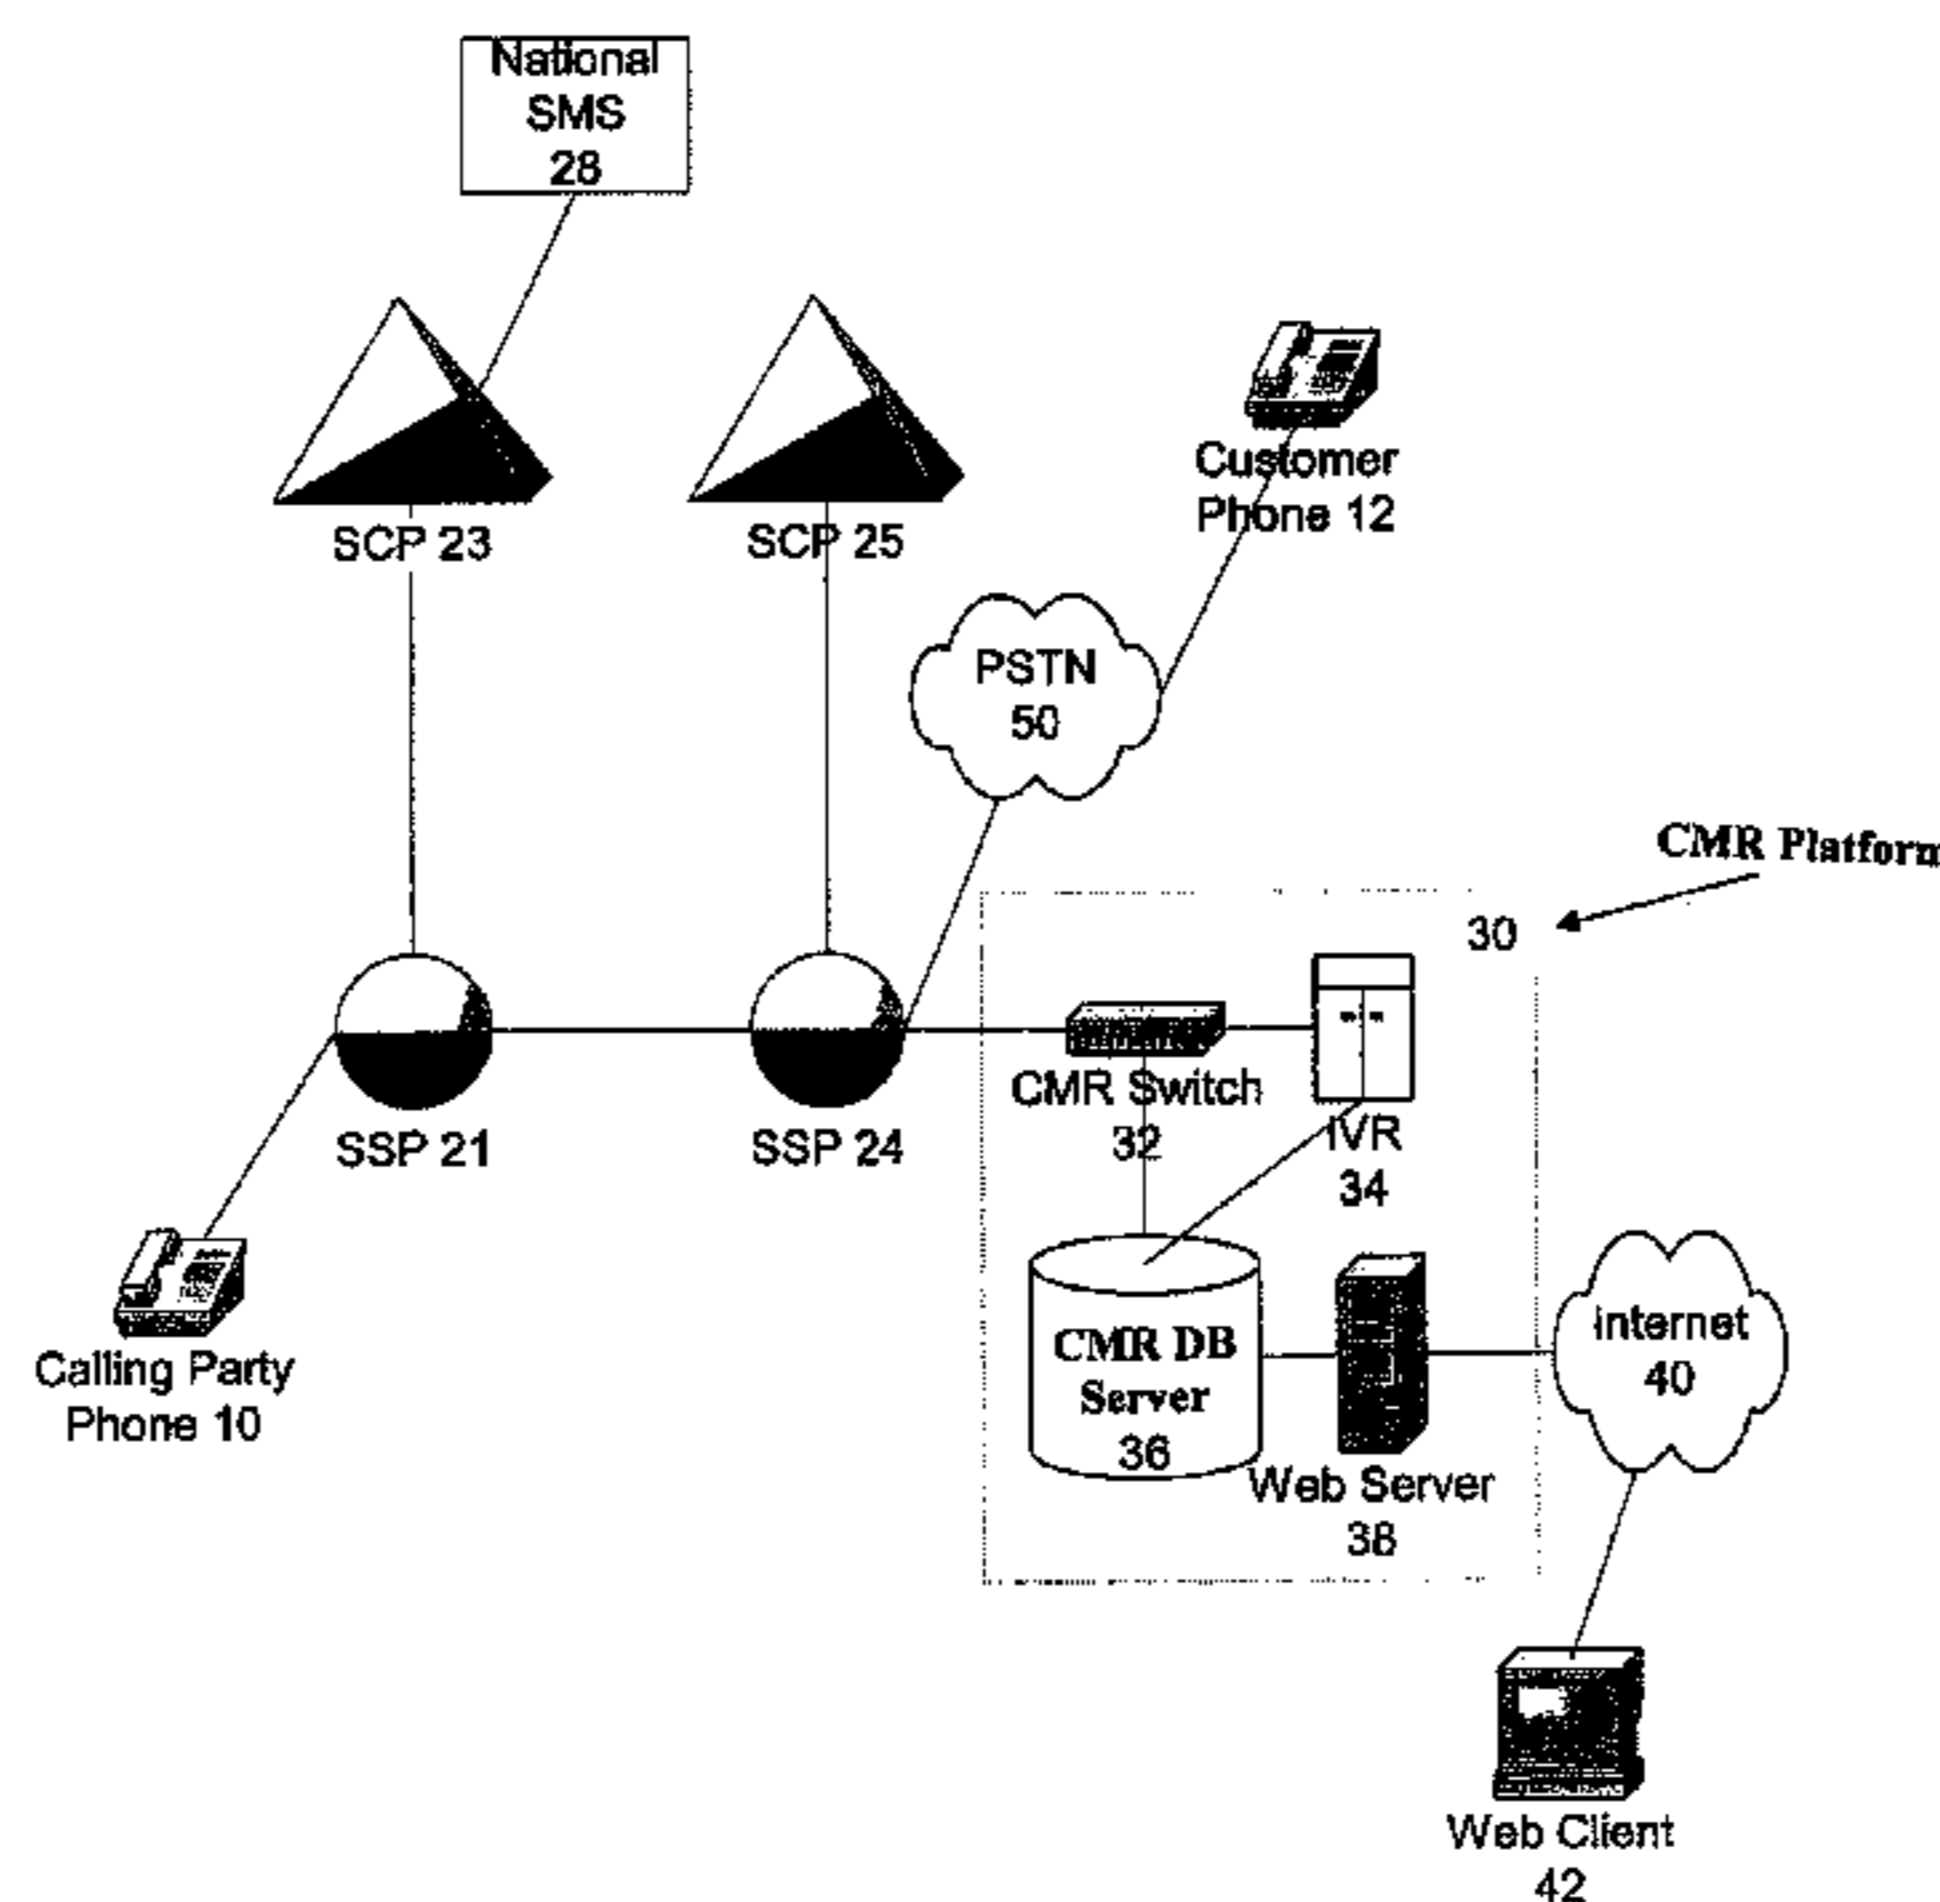 National
SMS
28
SCP 23
SCP 25
Customer
Phone 12
PSTN
50
CMR Platform
30
SSP 21
SSP 24
CMR Switch
32
IVR
34
Calling Party
Phone 10
CMR DB
Server
36
Web Server
38
Internet
40
Web Client
42